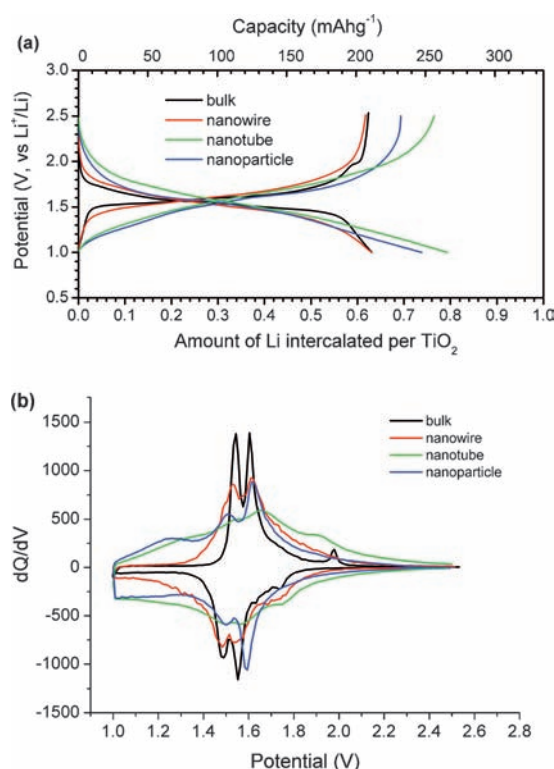 Capacity (mAhg⁻¹)
(a)
0 50 100 150 200 250 300
3.0
2.5
2.0
1.5
1.0
0.5
Potential (V, vs Li⁺/Li)
bulk
nanowire
nanotube
nanoparticle
0.0 0.1 0.2 0.3 0.4 0.5 0.6 0.7 0.8 0.9 1.0
Amount of Li intercalated per TiO₂
(b)
1500
1000
500
0
-500
-1000
-1500
dQ/dV
bulk
nanowire
nanotube
nanoparticle
1.0 1.2 1.4 1.6 1.8 2.0 2.2 2.4 2.6 2.8
Potential (V)